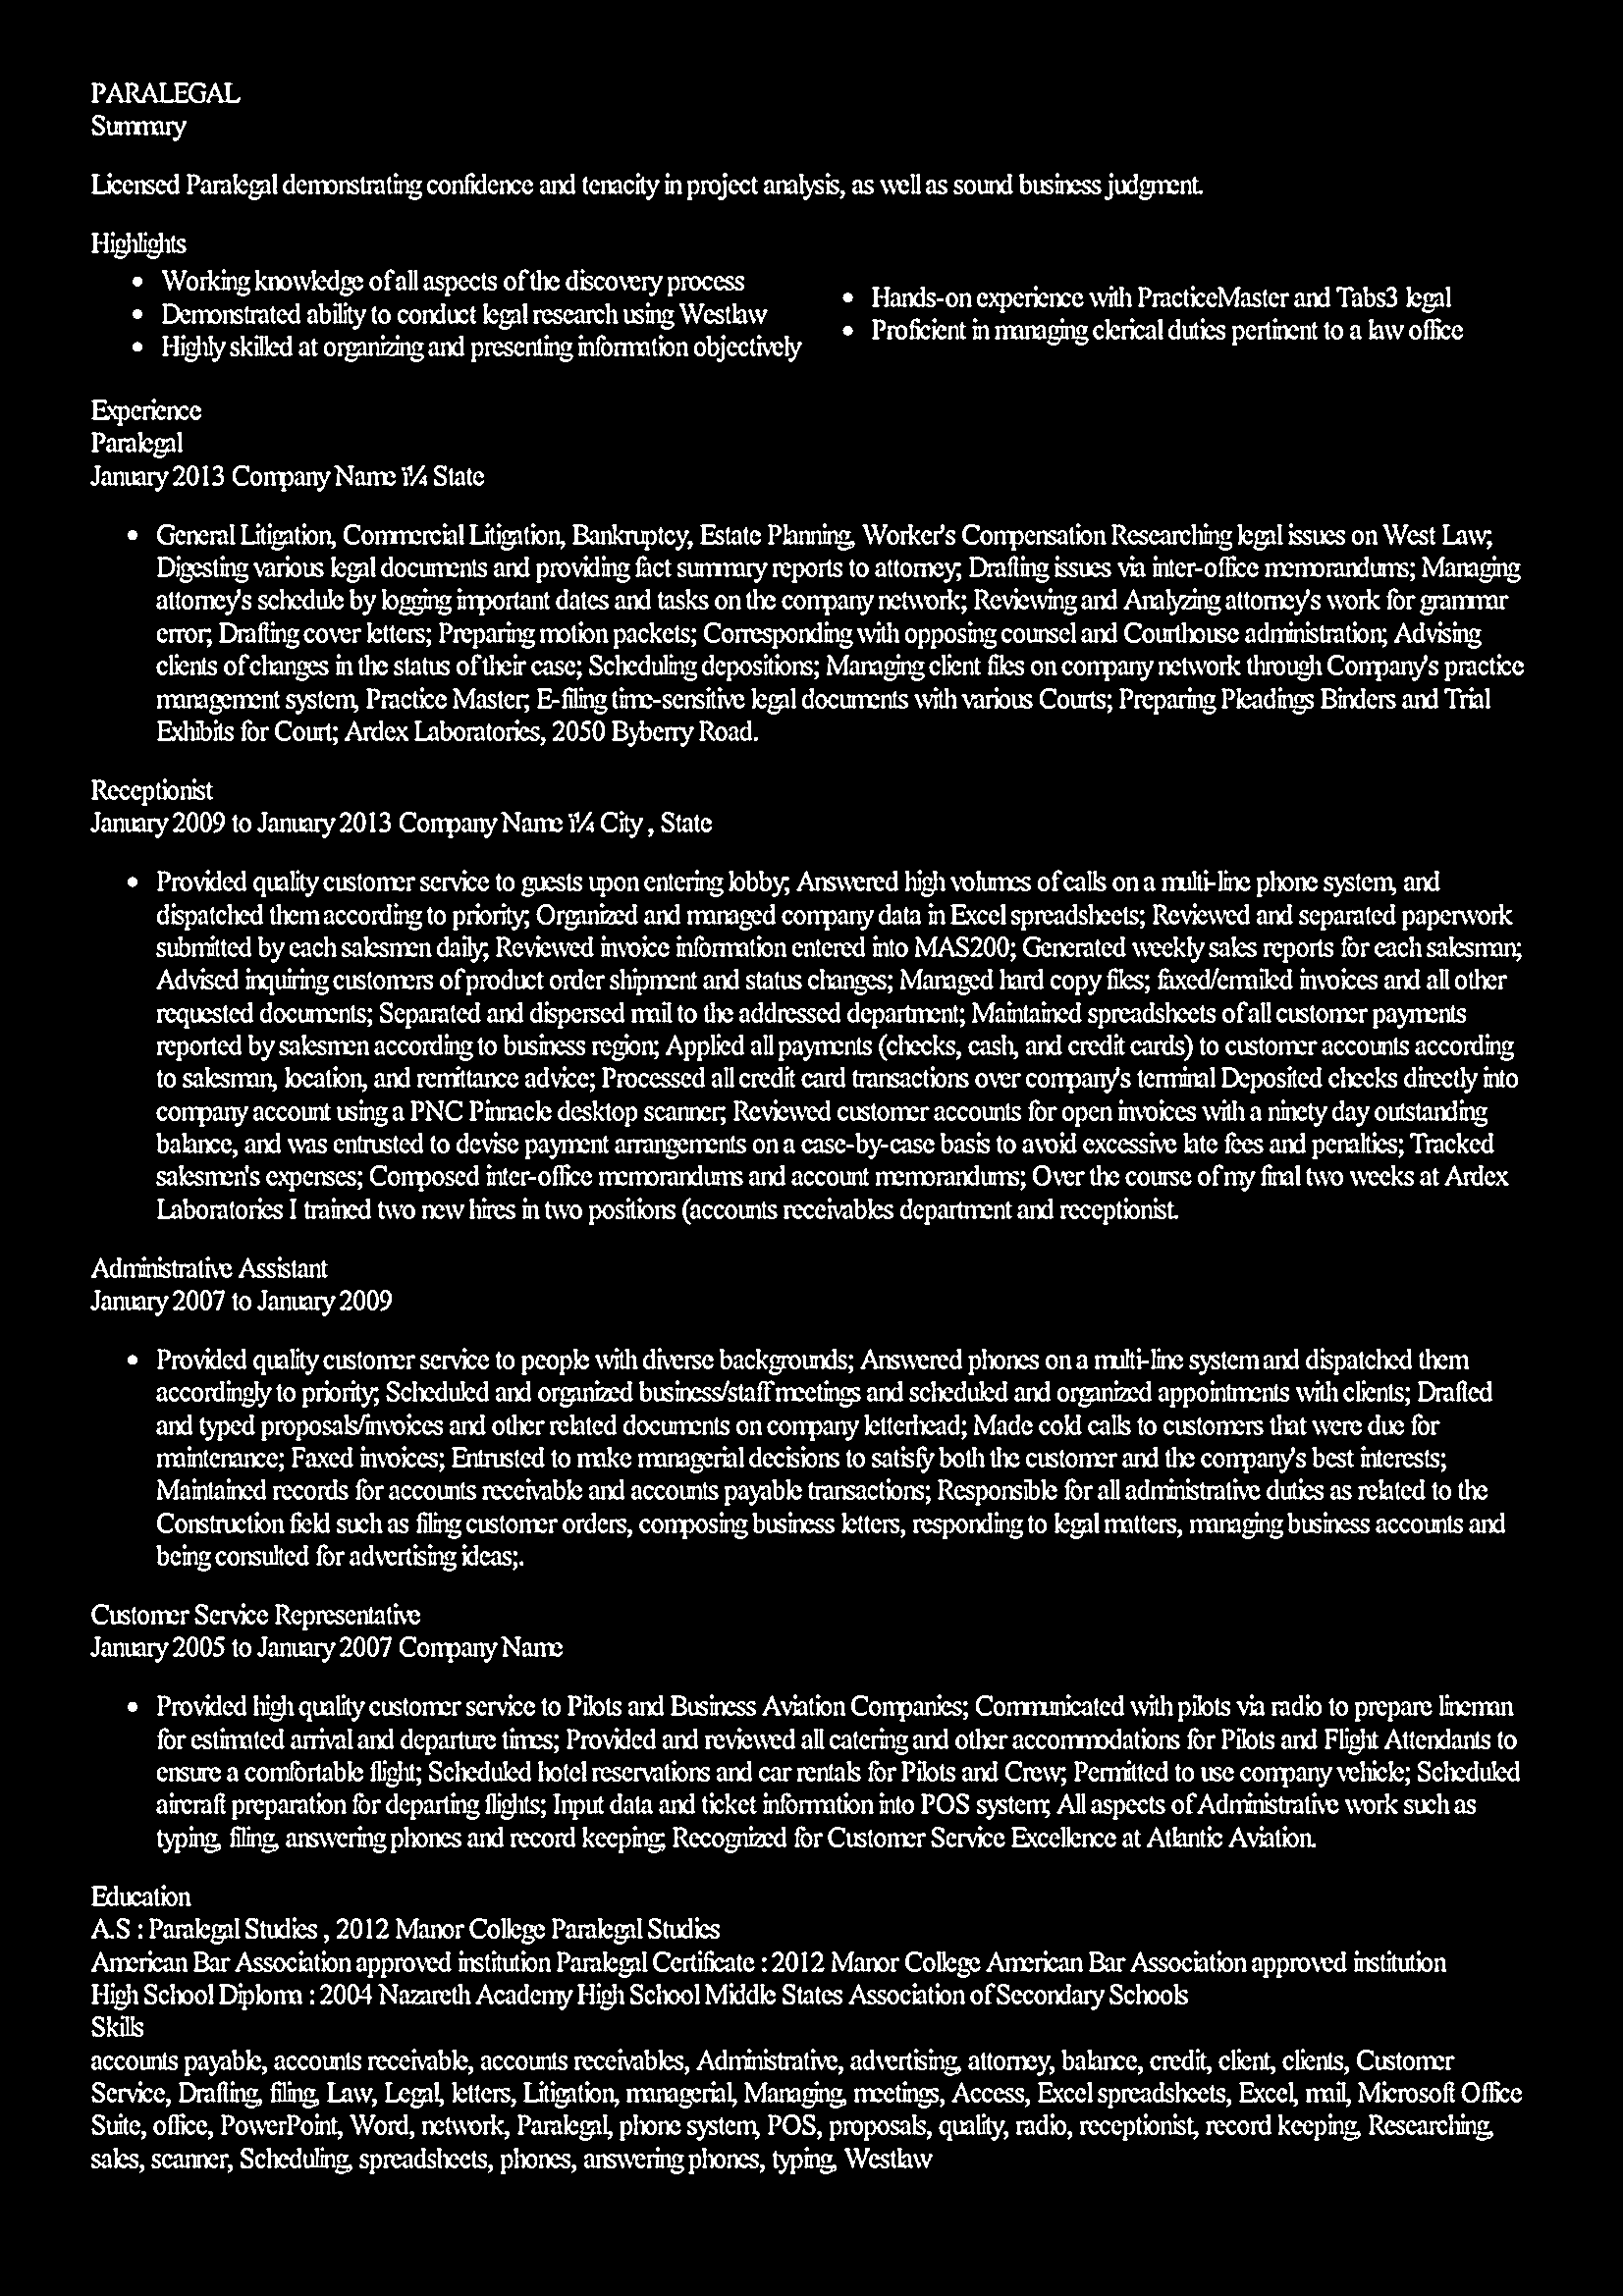 PARALEGAL
Summary
Licensed Paralegal demonstrating confidence and tenacity in project analysis, as well as sound business judgment.
Highlights
• Working knowledge of all aspects of the discovery process
• Demonstrated ability to conduct legal research using Westlaw
• Highly skilled at organizing and presenting information objectively
• Hands-on experience with PracticeMaster and Tabs3 legal
• Proficient in managing clerical duties pertinent to a law office
Experience
Paralegal
January 2013 Company Name ï¼ State
• General Litigation, Commercial Litigation, Bankruptcy, Estate Planning, Worker's Compensation Researching legal issues on West Law;
Digesting various legal documents and providing fact summary reports to attorney; Drafting issues via inter-office memorandums; Managing
attorney's schedule by logging important dates and tasks on the company network; Reviewing and Analyzing attorney's work for grammar
error; Drafting cover letters; Preparing motion packets; Corresponding with opposing counsel and Courthouse administration; Advising
clients of changes in the status of their case; Scheduling depositions; Managing client files on company network through Company's practice
management system, Practice Master; E-filing time-sensitive legal documents with various Courts; Preparing Pleadings Binders and Trial
Exhibits for Court; Ardex Laboratories, 2050 Byberry Road.
Receptionist
January 2009 to January 2013 Company Name ï¼ City , State
• Provided quality customer service to guests upon entering lobby; Answered high volumes of calls on a multi-line phone system, and
dispatched them according to priority; Organized and managed company data in Excel spreadsheets; Reviewed and separated paperwork
submitted by each salesmen daily; Reviewed invoice information entered into MAS200; Generated weekly sales reports for each salesman;
Advised inquiring customers of product order shipment and status changes; Managed hard copy files; faxed/emailed invoices and all other
requested documents; Separated and dispersed mail to the addressed department; Maintained spreadsheets of all customer payments
reported by salesmen according to business region; Applied all payments (checks, cash, and credit cards) to customer accounts according
to salesman, location, and remittance advice; Processed all credit card transactions over company's terminal Deposited checks directly into
company account using a PNC Pinnacle desktop scanner; Reviewed customer accounts for open invoices with a ninety day outstanding
balance, and was entrusted to devise payment arrangements on a case-by-case basis to avoid excessive late fees and penalties; Tracked
salesmen's expenses; Composed inter-office memorandums and account memorandums; Over the course of my final two weeks at Ardex
Laboratories I trained two new hires in two positions (accounts receivables department and receptionist.
Administrative Assistant
January 2007 to January 2009
• Provided quality customer service to people with diverse backgrounds; Answered phones on a multi-line system and dispatched them
accordingly to priority; Scheduled and organized business/staff meetings and scheduled and organized appointments with clients; Drafted
and typed proposals/invoices and other related documents on company letterhead; Made cold calls to customers that were due for
maintenance; Faxed invoices; Entrusted to make managerial decisions to satisfy both the customer and the company's best interests;
Maintained records for accounts receivable and accounts payable transactions; Responsible for all administrative duties as related to the
Construction field such as filing customer orders, composing business letters, responding to legal matters, managing business accounts and
being consulted for advertising ideas;.
Customer Service Representative
January 2005 to January 2007 Company Name
• Provided high quality customer service to Pilots and Business Aviation Companies; Communicated with pilots via radio to prepare lineman
for estimated arrival and departure times; Provided and reviewed all catering and other accommodations for Pilots and Flight Attendants to
ensure a comfortable flight; Scheduled hotel reservations and car rentals for Pilots and Crew; Permitted to use company vehicle; Scheduled
aircraft preparation for departing flights; Input data and ticket information into POS system; All aspects of Administrative work such as
typing, filing, answering phones and record keeping; Recognized for Customer Service Excellence at Atlantic Aviation.
Education
A.S : Paralegal Studies , 2012 Manor College Paralegal Studies
American Bar Association approved institution Paralegal Certificate : 2012 Manor College American Bar Association approved institution
High School Diploma : 2004 Nazareth Academy High School Middle States Association of Secondary Schools
Skills
accounts payable, accounts receivable, accounts receivables, Administrative, advertising, attorney, balance, credit, client, clients, Customer
Service, Drafting, filing, Law, Legal, letters, Litigation, managerial, Managing, meetings, Access, Excel spreadsheets, Excel, mail, Microsoft Office
Suite, office, PowerPoint, Word, network, Paralegal, phone system, POS, proposals, quality, radio, receptionist, record keeping, Researching,
sales, scanner, Scheduling, spreadsheets, phones, answering phones, typing, Westlaw